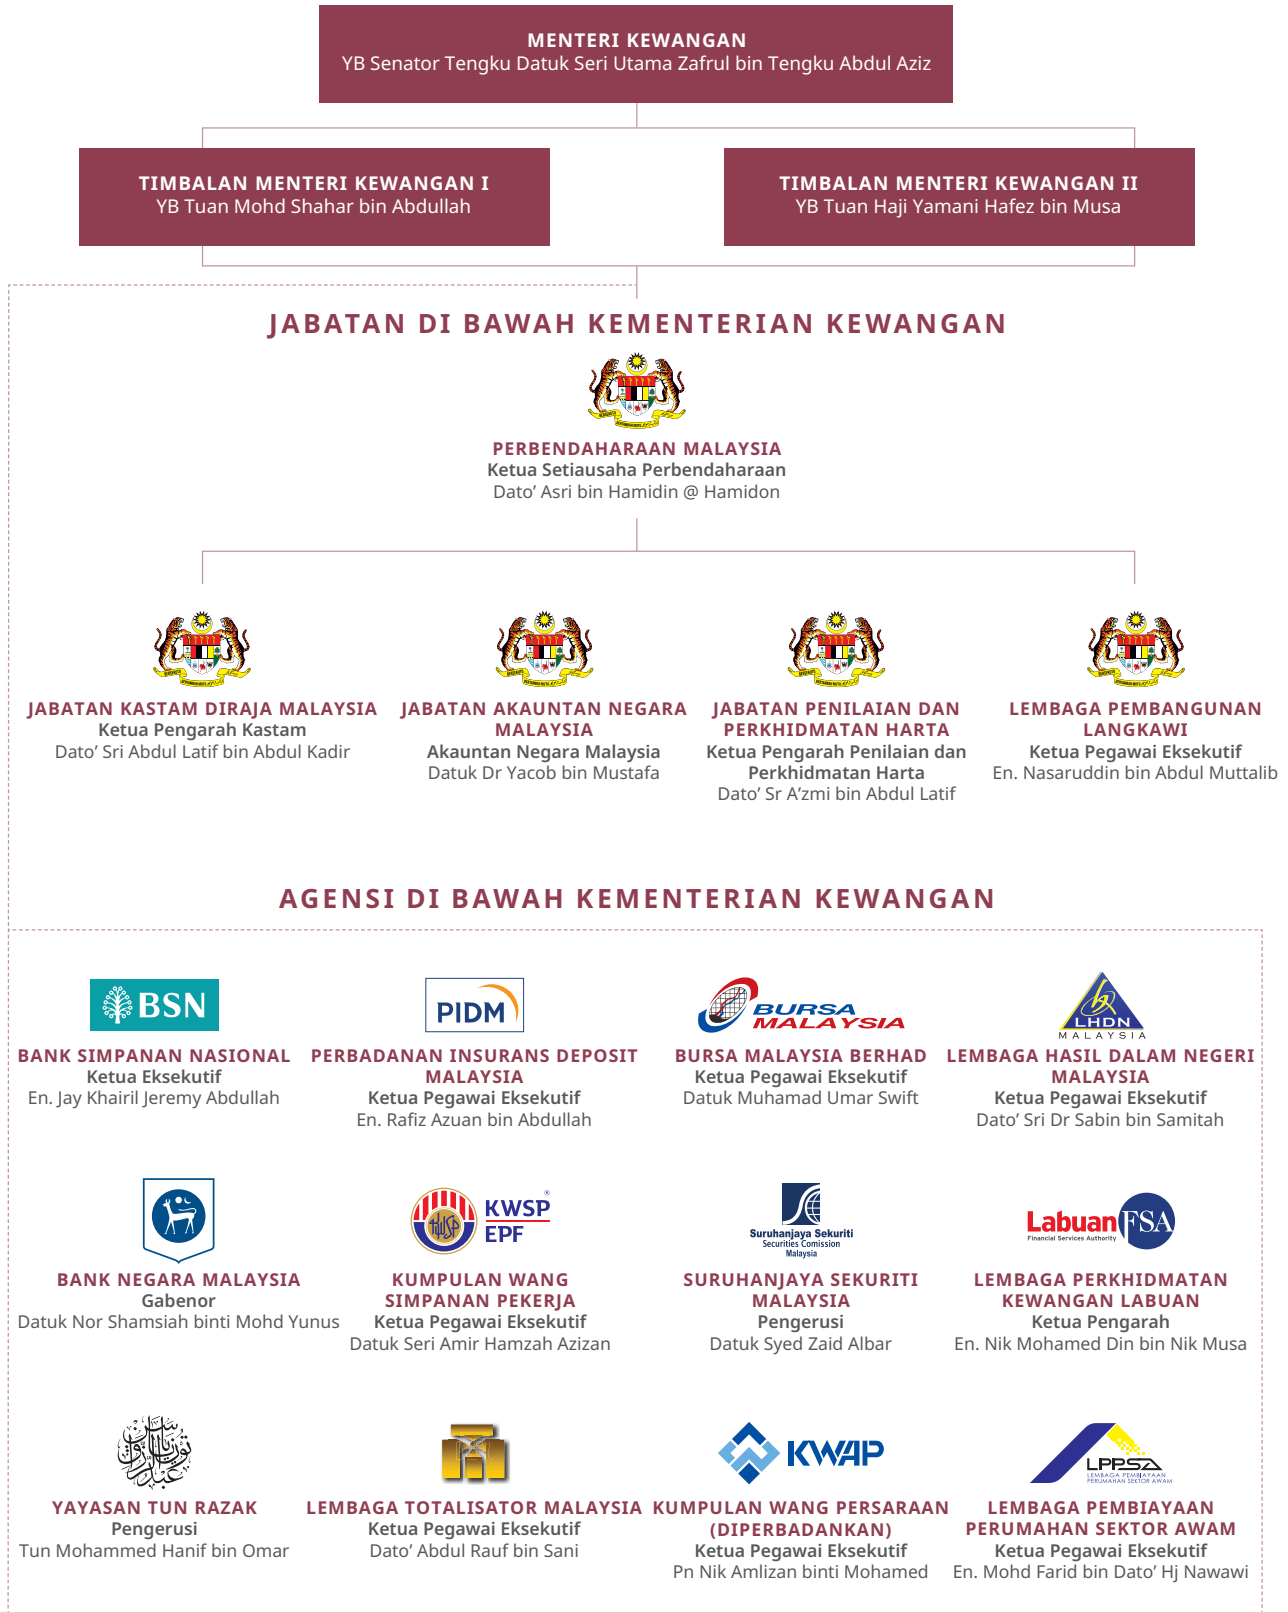 MENTERI KEWANGAN
YB Senator Tengku Datuk Seri Utama Zafrul bin Tengku Abdul Aziz
TIMBALAN MENTERI KEWANGAN I
YB Tuan Mohd Shahar bin Abdullah
TIMBALAN MENTERI KEWANGAN II
YB Tuan Haji Yamani Hafez bin Musa
JABATAN DI BAWAH KEMENTERIAN KEWANGAN
PERBENDAHARAAN MALAYSIA
Ketua Setiausaha Perbendaharaan
Dato’ Asri bin Hamidin @ Hamidon
JABATAN KASTAM DIRAJA MALAYSIA
Ketua Pengarah Kastam
Dato’ Sri Abdul Latif bin Abdul Kadir
JABATAN AKAUNTAN NEGARA
MALAYSIA
Akauntan Negara Malaysia
Datuk Dr Yacob bin Mustafa
JABATAN PENILAIAN DAN
PERKHIDMATAN HARTA
Ketua Pengarah Penilaian dan
Perkhidmatan Harta
Dato’ Sr A’zmi bin Abdul Latif
LEMBAGA PEMBANGUNAN
LANGKAWI
Ketua Pegawai Eksekutif
En. Nasaruddin bin Abdul Muttalib
AGENSI DI BAWAH KEMENTERIAN KEWANGAN
BSN
BANK SIMPANAN NASIONAL
Ketua Eksekutif
En. Jay Khairil Jeremy Abdullah
PIDM
PERBADANAN INSURANS DEPOSIT
MALAYSIA
Ketua Pegawai Eksekutif
En. Rafiz Azuan bin Abdullah
BURSA
MALAYSIA
BURSA MALAYSIA BERHAD
Ketua Pegawai Eksekutif
Datuk Muhamad Umar Swift
LHDN
MALAYSIA
LEMBAGA HASIL DALAM NEGERI
MALAYSIA
Ketua Pegawai Eksekutif
Dato’ Sri Dr Sabin bin Samitah
BANK NEGARA MALAYSIA
Gabenor
Datuk Nor Shamsiah binti Mohd Yunus
KWSP
EPF
KUMPULAN WANG
SIMPANAN PEKERJA
Ketua Pegawai Eksekutif
Datuk Seri Amir Hamzah Azizan
Suruhanjaya Sekuriti
Securities Comission
Malaysia
SURUHANJAYA SEKURITI
MALAYSIA
Pengerusi
Datuk Syed Zaid Albar
Labuan FSA
Financial Services Authority
LEMBAGA PERKHIDMATAN
KEWANGAN LABUAN
Ketua Pengarah
En. Nik Mohamed Din bin Nik Musa
YAYASAN TUN RAZAK
Pengerusi
Tun Mohammed Hanif bin Omar
LEMBAGA TOTALISATOR MALAYSIA
Ketua Pegawai Eksekutif
Dato’ Abdul Rauf bin Sani
KWAP
KUMPULAN WANG PERSARAAN
(DIPERBADANKAN)
Ketua Pegawai Eksekutif
Pn Nik Amlizan binti Mohamed
LPPSA
LEMBAGA PEMBIAYAAN
PERUMAHAN SEKTOR AWAM
LEMBAGA PEMBIAYAAN
PERUMAHAN SEKTOR AWAM
Ketua Pegawai Eksekutif
En. Mohd Farid bin Dato’ Hj Nawawi